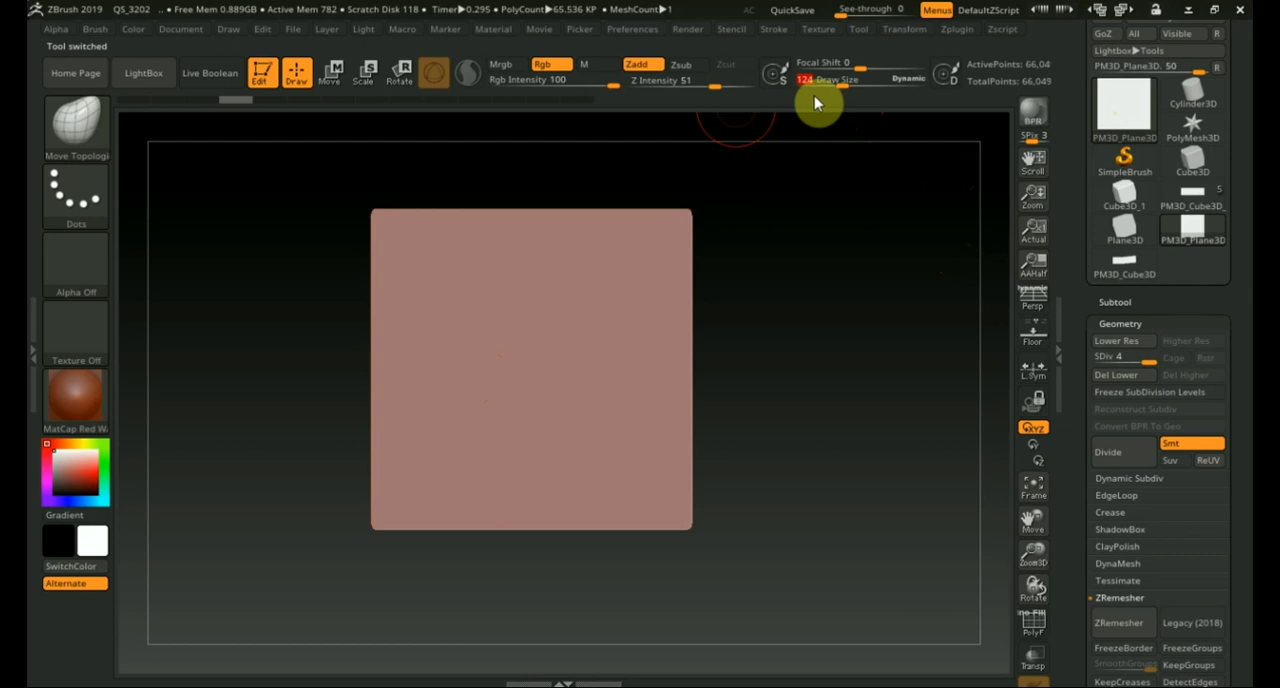 ZBrush 2019 QS_3202 .. • Free Mem 0.889GB • Active Mem 782 • Scratch Disk 118 • Timer▶0.295 • PolyCount▶65.536 KP • MeshCount▶1 AC QuickSave See-through 0 Menus DefaultZScript
Alpha Brush Color Document Draw Edit File Layer Light Macro Marker Material Movie Picker Preferences Render Stencil Stroke Texture Tool Transform Zplugin Zscript
Tool switched
Home Page LightBox Live Boolean Edit Draw Move Scale Rotate
Mrgb Rgb M Zadd Zsub Zcut
Rgb Intensity 100 Z Intensity 51
S Focal Shift 0
124 Draw Size Dynamic D
ActivePoints: 66,04
TotalPoints: 66,049
Move Topologi
Dots
Alpha Off
Texture Off
MatCap Red W
Gradient
SwitchColor
Alternate
BPR
SPix 3
Scroll
Zoom
Actual
AAHalf
Dynamic
Persp
Floor
L.Sym
XYZ
Y
Z
Frame
Move
Zoom3D
Rotate
PolyF
Transp
GoZ All Visible R
Lightbox▶Tools
PM3D_Plane3D. 50 R
PM3D_Plane3D Cylinder3D
PolyMesh3D
SimpleBrush Cube3D
5
Cube3D_1 PM3D_Cube3D_
Plane3D PM3D_Plane3D
PM3D_Cube3D
Subtool
Geometry
Lower Res Higher Res
SDiv 4 Cage Rstr
Del Lower Del Higher
Freeze SubDivision Levels
Reconstruct Subdiv
Convert BPR To Geo
Divide Smt
Suv ReUV
Dynamic Subdiv
EdgeLoop
Crease
ShadowBox
ClayPolish
DynaMesh
Tessimate
ZRemesher
ZRemesher Legacy (2018)
FreezeBorder FreezeGroups
SmoothGroups KeepGroups
KeepCreases DetectEdges